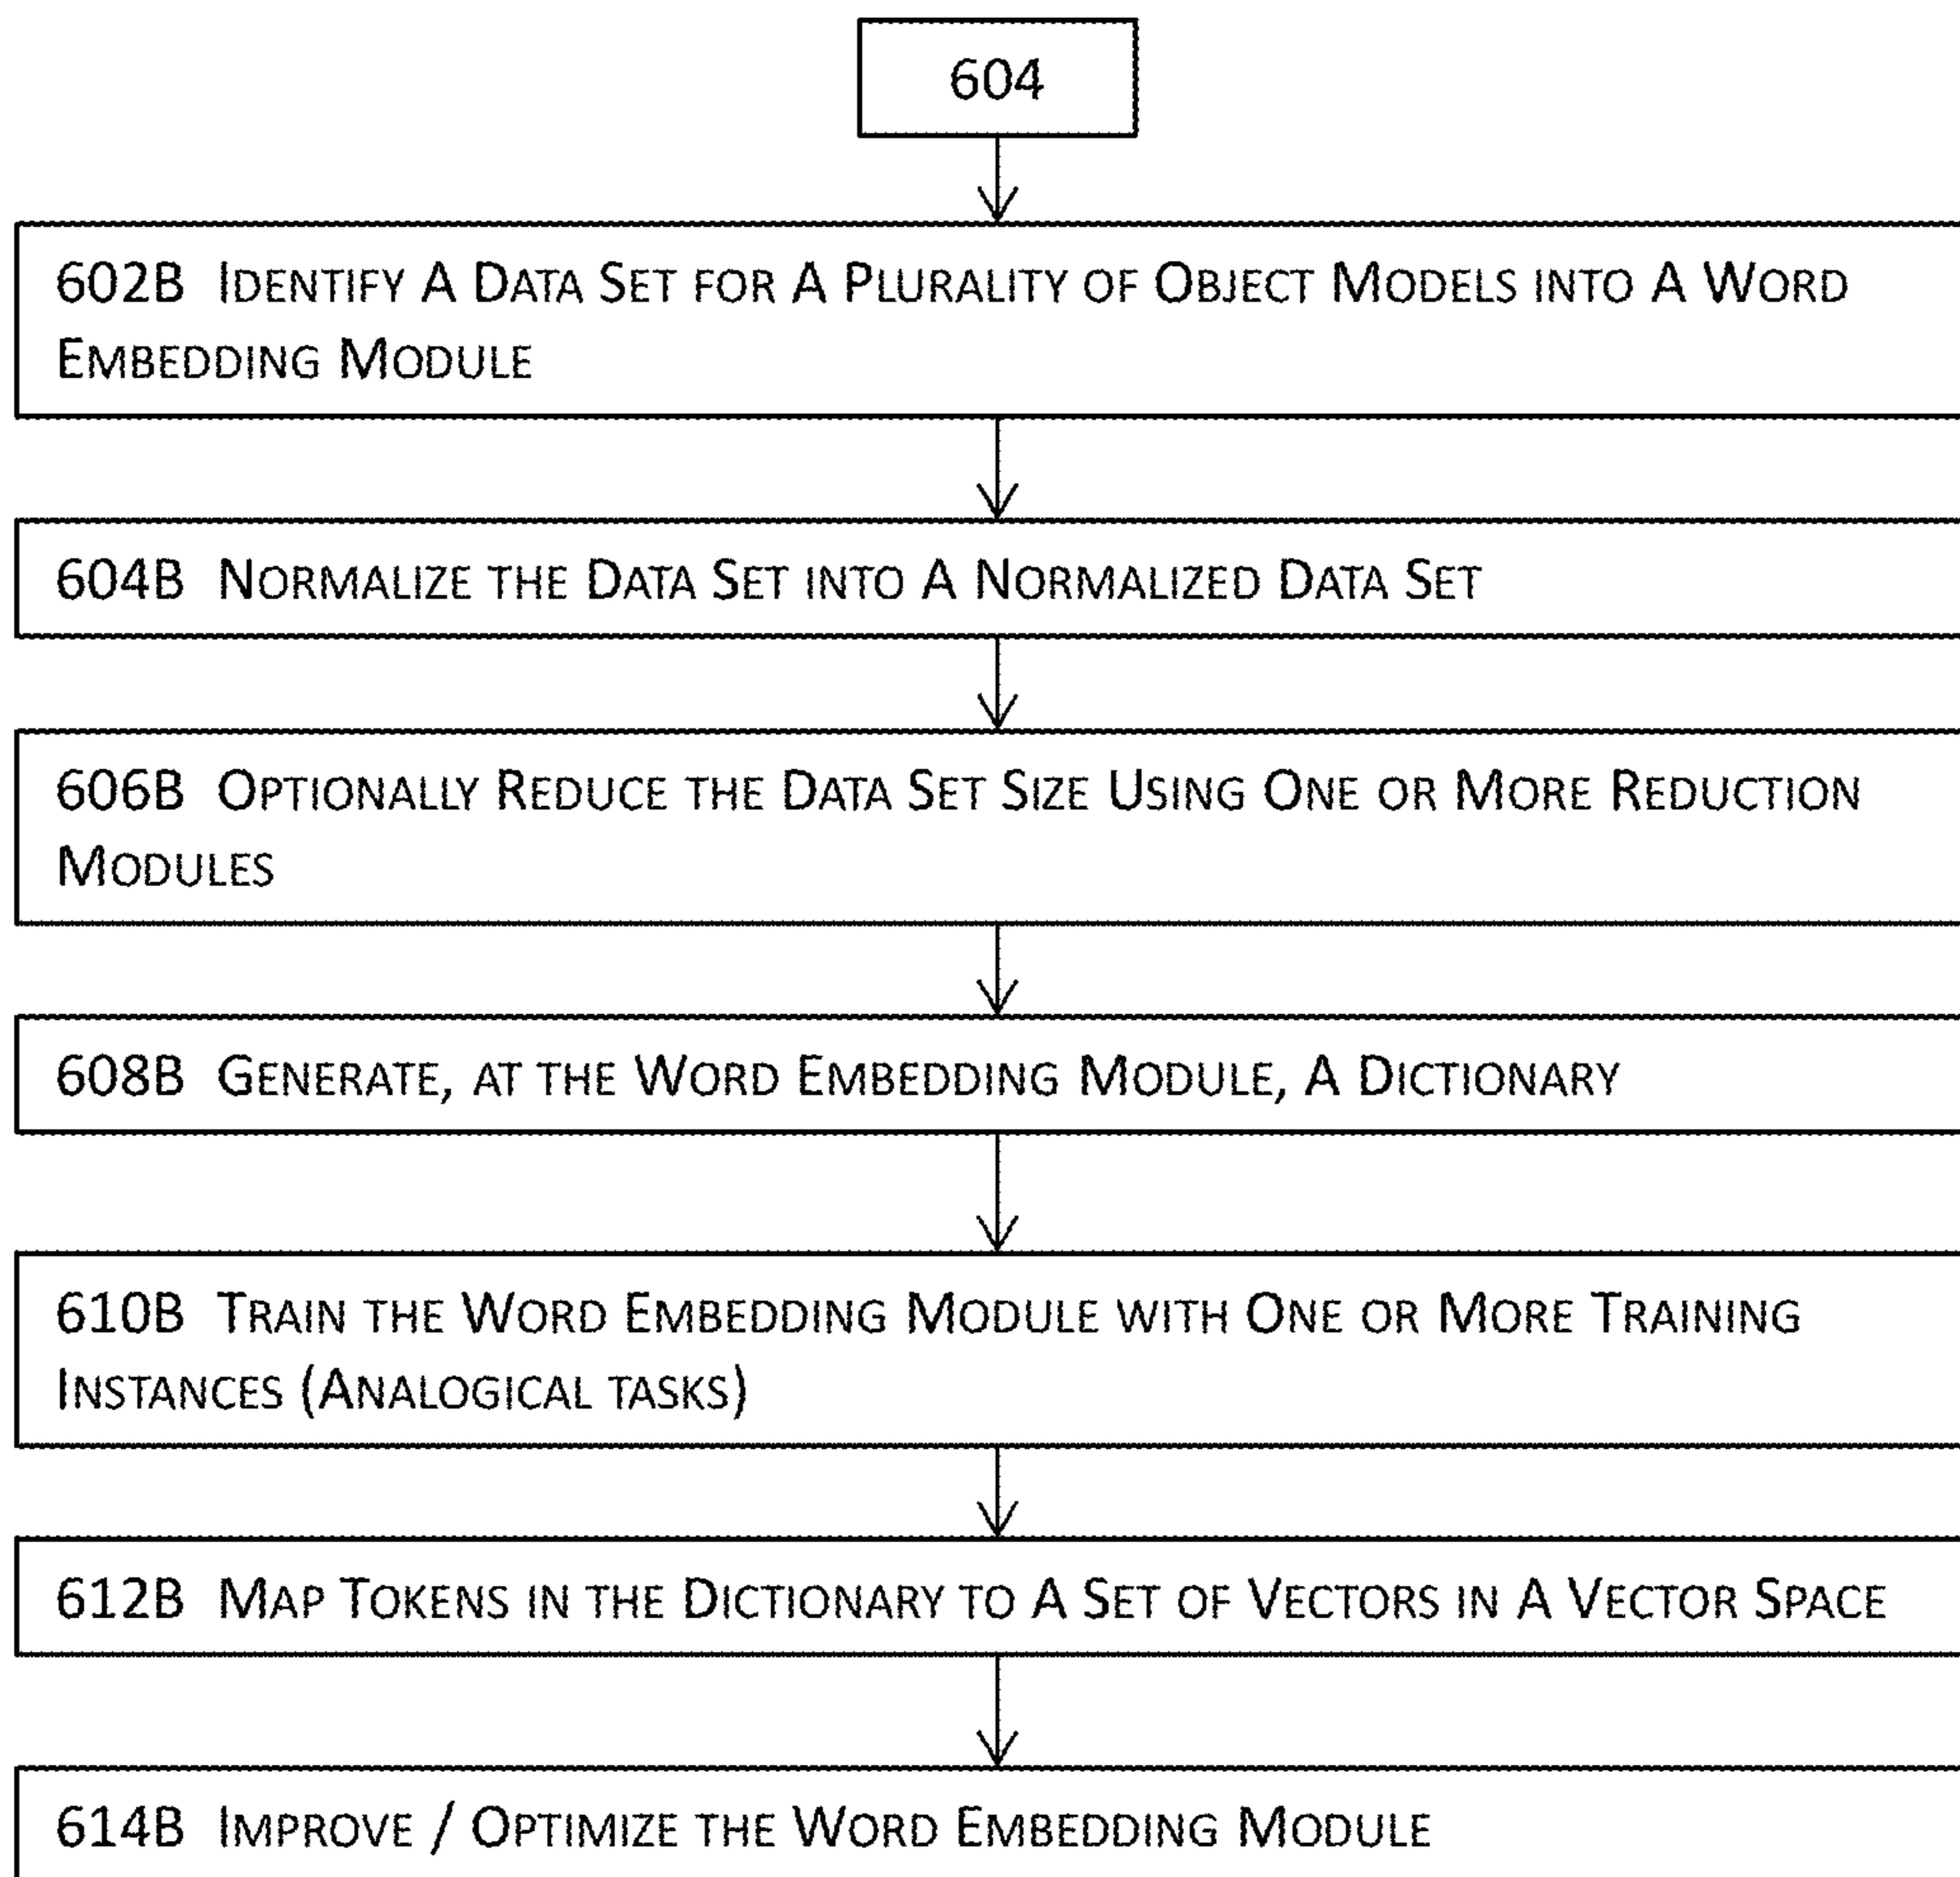 604
602B Identify A Data Set for A Plurality of Object Models into A Word
Embedding Module
604B Normalize the Data Set into A Normalized Data Set
606B Optionally Reduce the Data Set Size Using One or More Reduction
Modules
608B Generate, at the Word Embedding Module, A Dictionary
610B Train the Word Embedding Module with One or More Training
Instances (Analogical tasks)
612B Map Tokens in the Dictionary to A Set of Vectors in A Vector Space
614B Improve / Optimize the Word Embedding Module